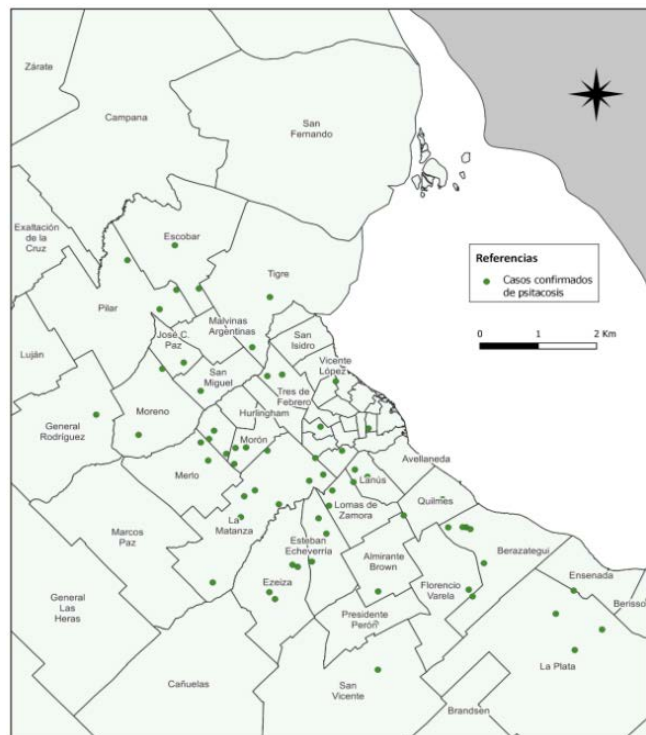 Zárate
Campana
San
Fernando
Exaltación
de la
Cruz
Escobar
Tigre
Referencias
Casos confirmados
de psitacosis
0 1 2 Km
Pilar
Malvinas
Argentinas
José C.
Paz
San
Isidro
Luján
San
Miguel
Vicente
López
Tres de
Febrero
Hurlingham
General
Rodríguez
Moreno
Morón
Merlo
Avellaneda
Lanús
Quilmes
Lomas de
Zamora
La
Matanza
Marcos
Paz
Esteban
Echeverría
Almirante
Brown
Berazategui
Ezeiza
Florencio
Varela
Ensenada
Berisso
General
Las
Heras
Presidente
Perón
La Plata
Cañuelas
San
Vicente
Brandsen